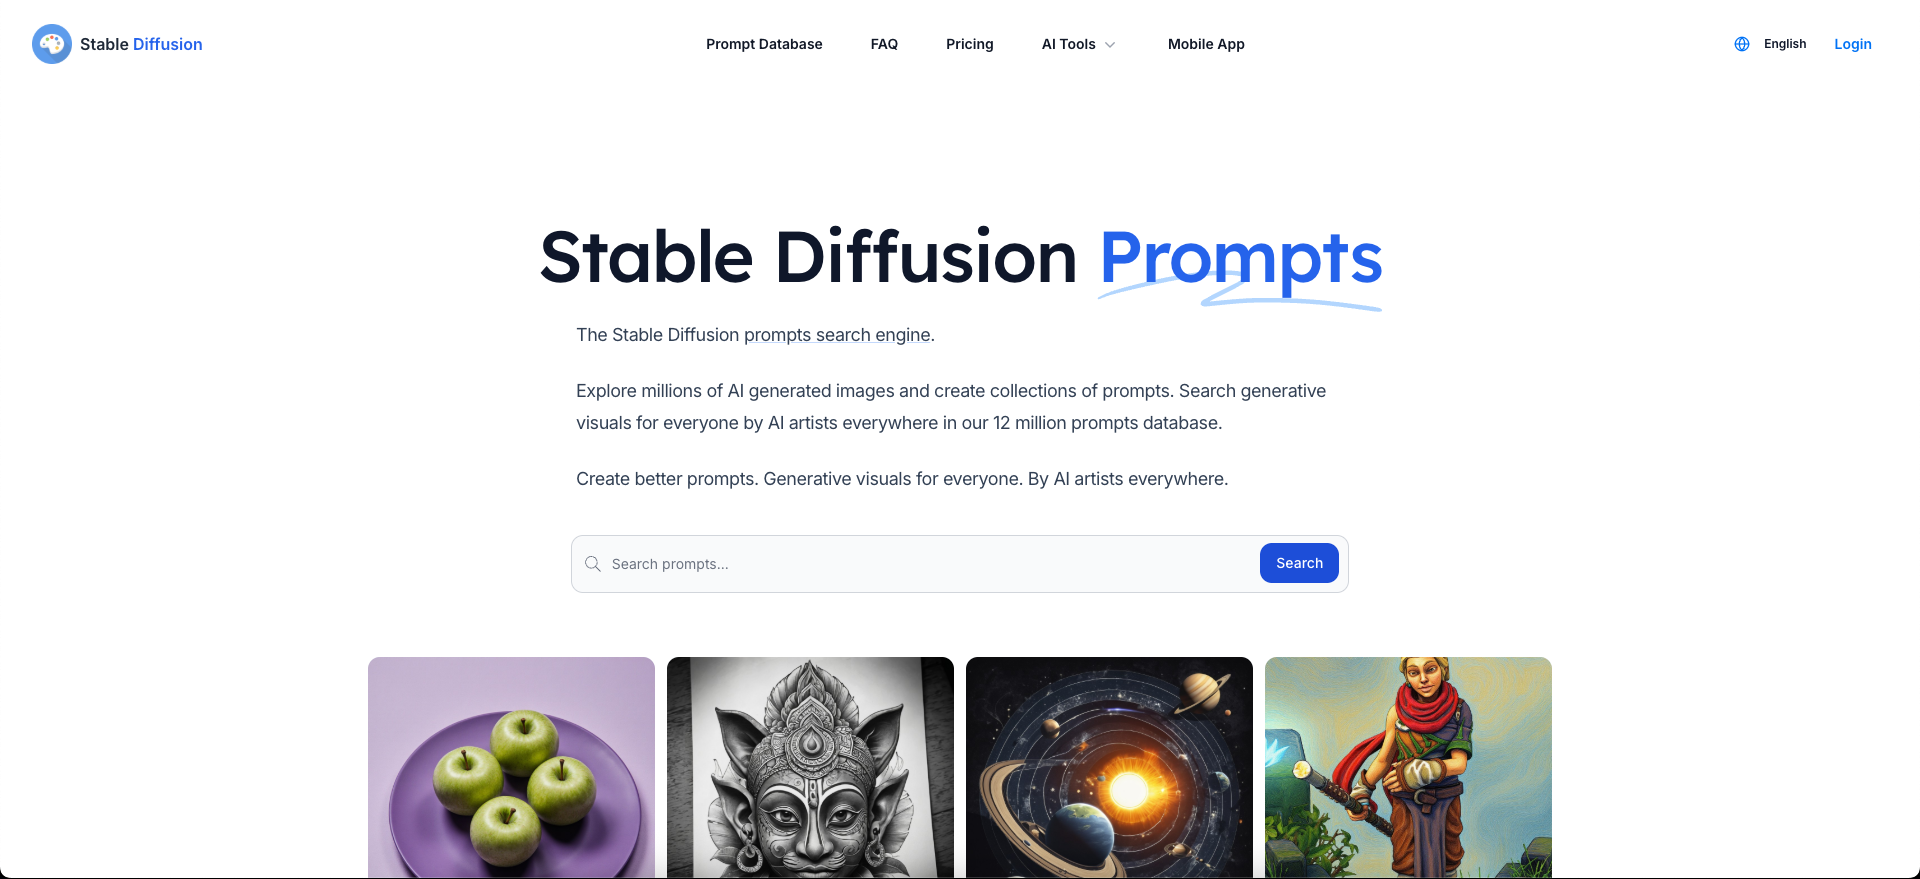 Stable Diffusion
Prompt Database
FAQ
Pricing
AI Tools
Mobile App
English
Login
Stable Diffusion Prompts
The Stable Diffusion prompts search engine.
Explore millions of AI generated images and create collections of prompts. Search generative
visuals for everyone by AI artists everywhere in our 12 million prompts database.
Create better prompts. Generative visuals for everyone. By AI artists everywhere.
Search prompts...
Search